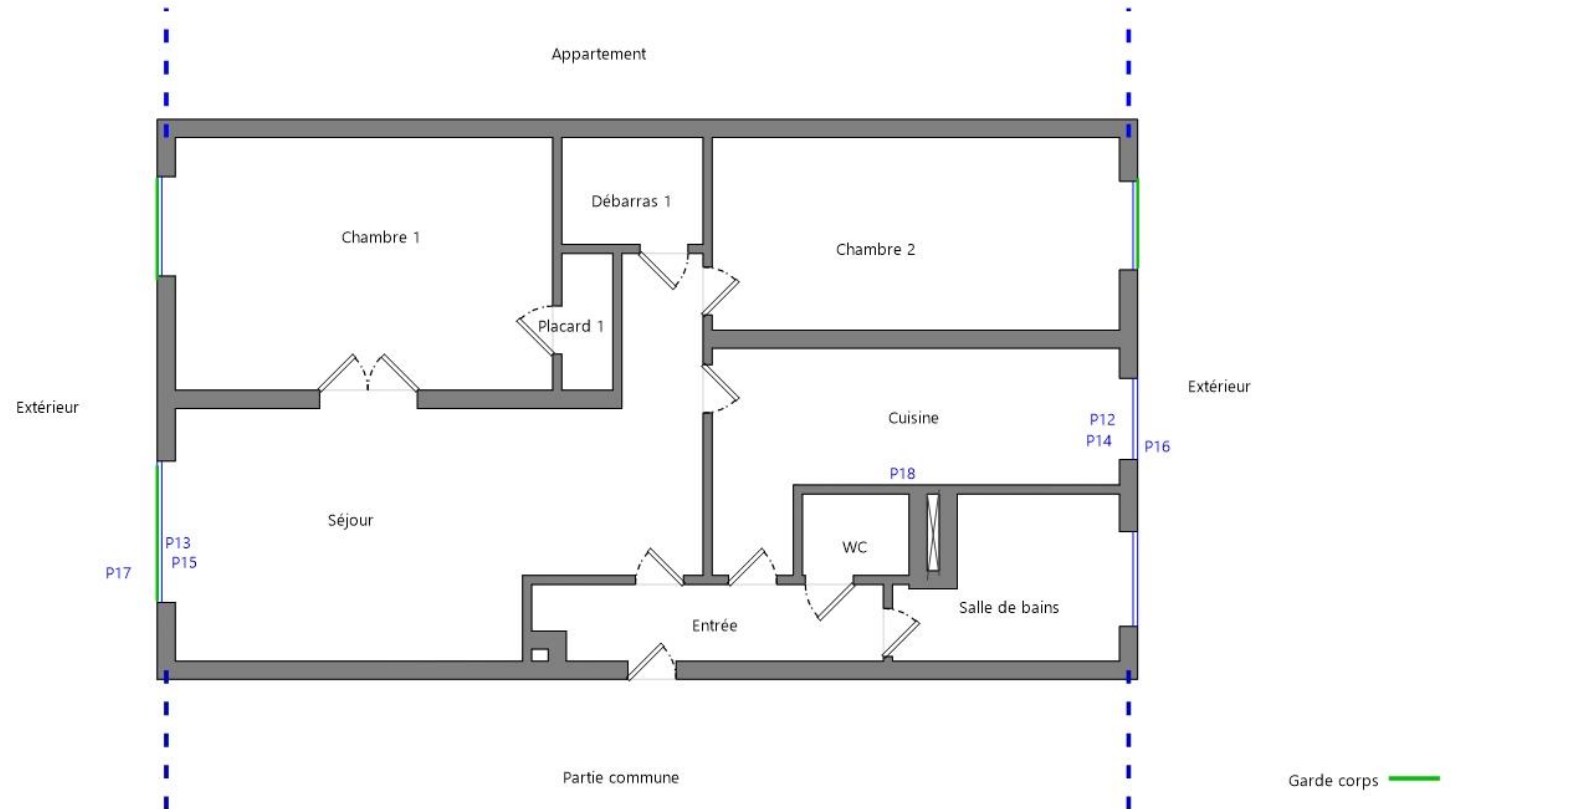 Appartement
Débarras 1
Chambre 1
Chambre 2
Placard 1
Extérieur
Extérieur
Cuisine
P12
P14
P16
P18
Séjour
P13
P15
P17
WC
Salle de bains
Entrée
Partie commune
Garde corps